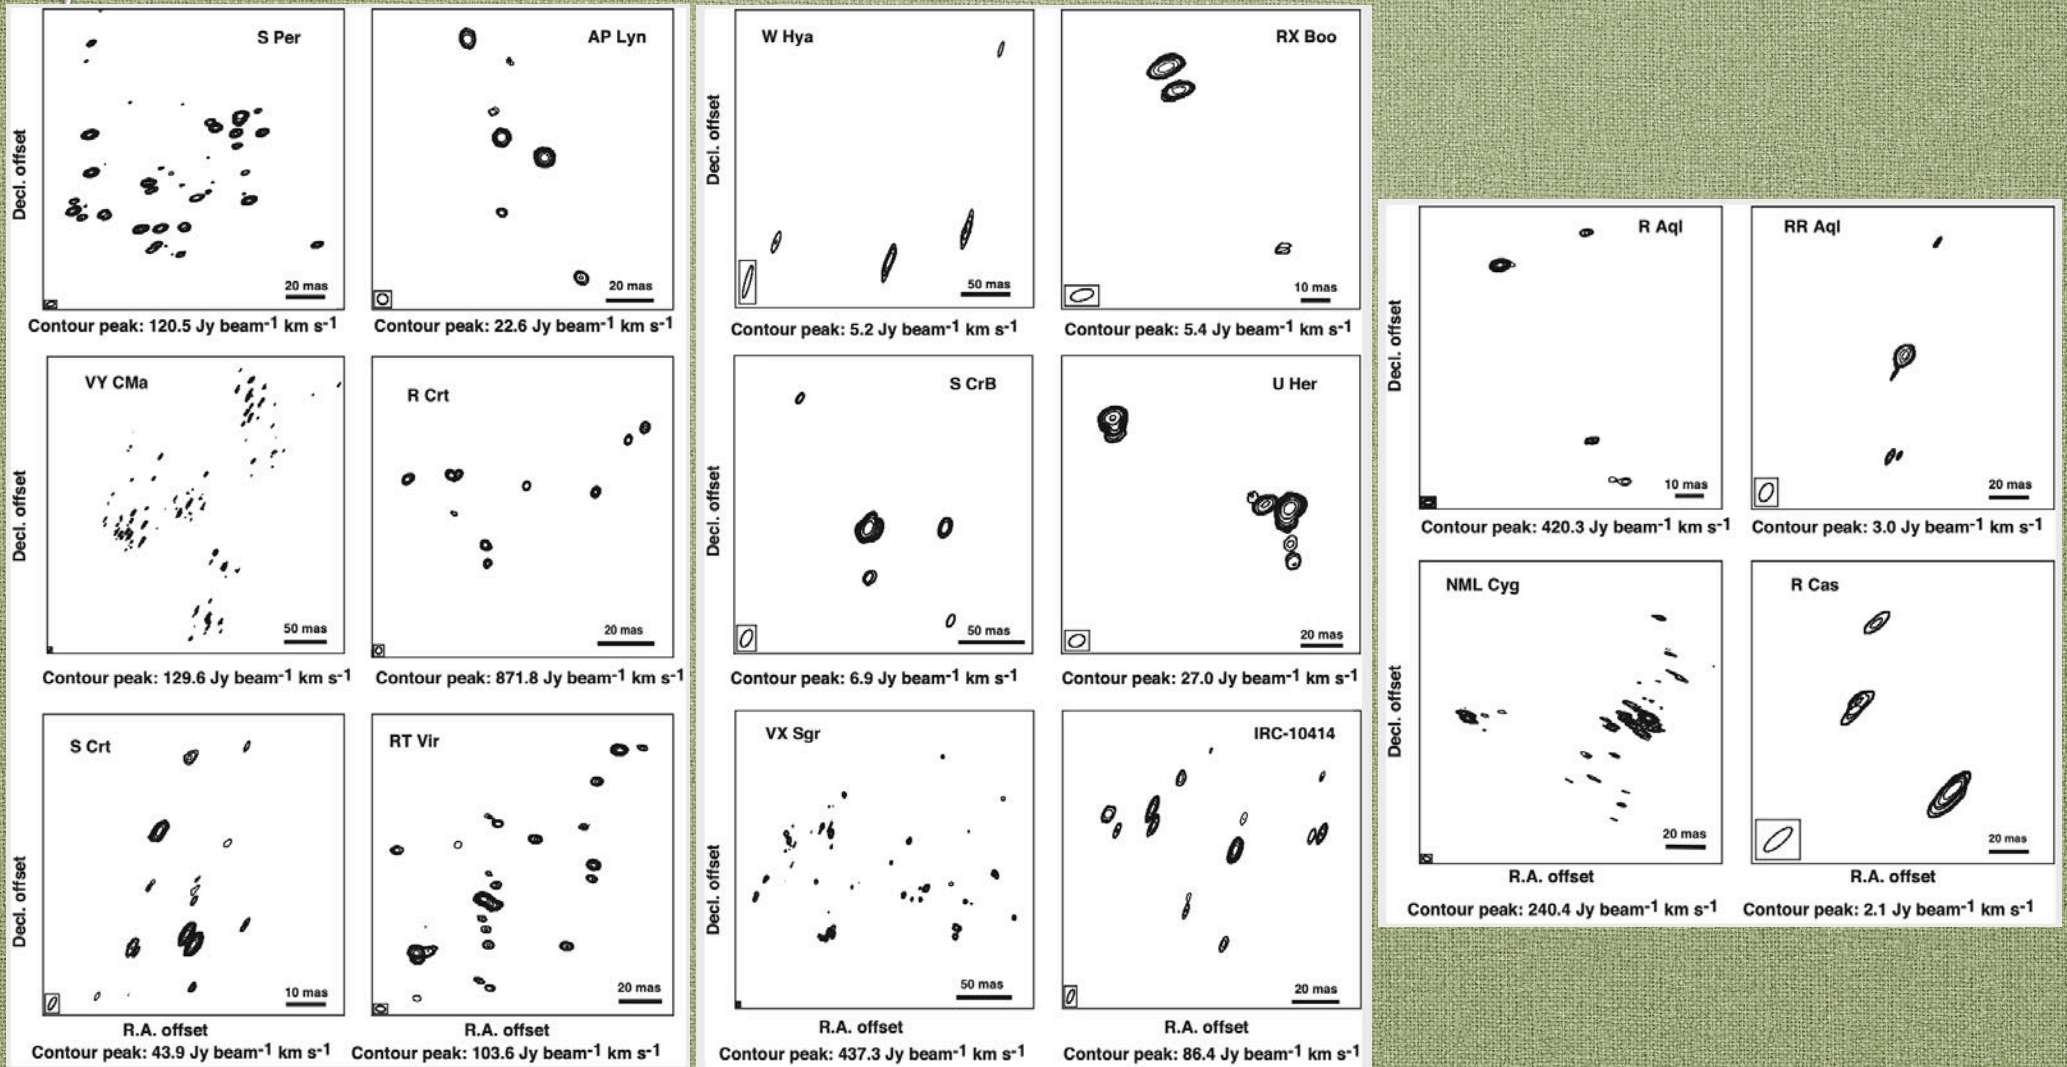 S Per
AP Lyn
Decl. offset
20 mas
20 mas
Contour peak: 120.5 Jy beam-1 km s-1
Contour peak: 22.6 Jy beam-1 km s-1
VY CMa
R Crt
Decl. offset
50 mas
20 mas
Contour peak: 129.6 Jy beam-1 km s-1
Contour peak: 871.8 Jy beam-1 km s-1
S Crt
RT Vir
Decl. offset
10 mas
20 mas
R.A. offset
R.A. offset
Contour peak: 43.9 Jy beam-1 km s-1
Contour peak: 103.6 Jy beam-1 km s-1
W Hya
RX Boo
Decl. offset
50 mas
10 mas
Contour peak: 5.2 Jy beam-1 km s-1
Contour peak: 5.4 Jy beam-1 km s-1
S CrB
U Her
Decl. offset
50 mas
20 mas
Contour peak: 6.9 Jy beam-1 km s-1
Contour peak: 27.0 Jy beam-1 km s-1
VX Sgr
IRC-10414
Decl. offset
50 mas
20 mas
R.A. offset
R.A. offset
Contour peak: 437.3 Jy beam-1 km s-1
Contour peak: 86.4 Jy beam-1 km s-1
R Aql
RR Aql
Decl. offset
10 mas
20 mas
Contour peak: 420.3 Jy beam-1 km s-1
Contour peak: 3.0 Jy beam-1 km s-1
NML Cyg
R Cas
Decl. offset
20 mas
20 mas
R.A. offset
R.A. offset
Contour peak: 240.4 Jy beam-1 km s-1
Contour peak: 2.1 Jy beam-1 km s-1